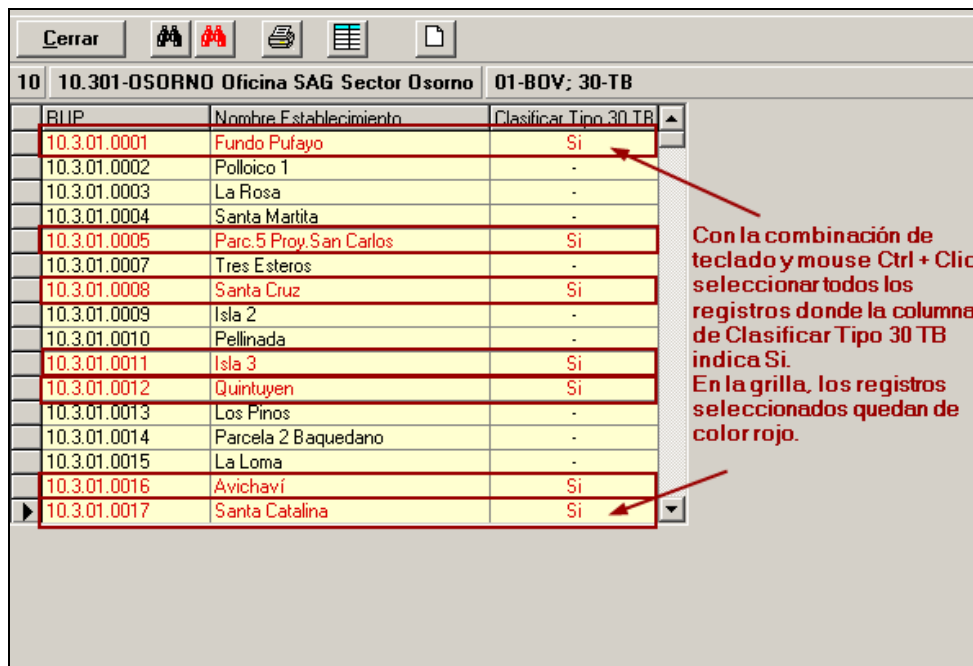 Cerrar
10 10.301-OSORNO Oficina SAG Sector Osorno 01-BOV; 30-TB
RUP Nombre Establecimiento Clasificar Tipo 30 TB
10.3.01.0001 Fundo Pufayo Si
10.3.01.0002 Polloico 1 -
10.3.01.0003 La Rosa -
10.3.01.0004 Santa Martita -
10.3.01.0005 Parc.5 Proy.San Carlos Si
10.3.01.0007 Tres Esteros -
10.3.01.0008 Santa Cruz Si
10.3.01.0009 Isla 2 -
10.3.01.0010 Pellinada -
10.3.01.0011 Isla 3 Si
10.3.01.0012 Quintuyen Si
10.3.01.0013 Los Pinos -
10.3.01.0014 Parcela 2 Baquedano -
10.3.01.0015 La Loma -
10.3.01.0016 Avichaví Si
10.3.01.0017 Santa Catalina Si
Con la combinación de
teclado y mouse Ctrl + Clic
seleccionar todos los
registros donde la columna
de Clasificar Tipo 30 TB
indica Si.
En la grilla, los registros
seleccionados quedan de
color rojo.